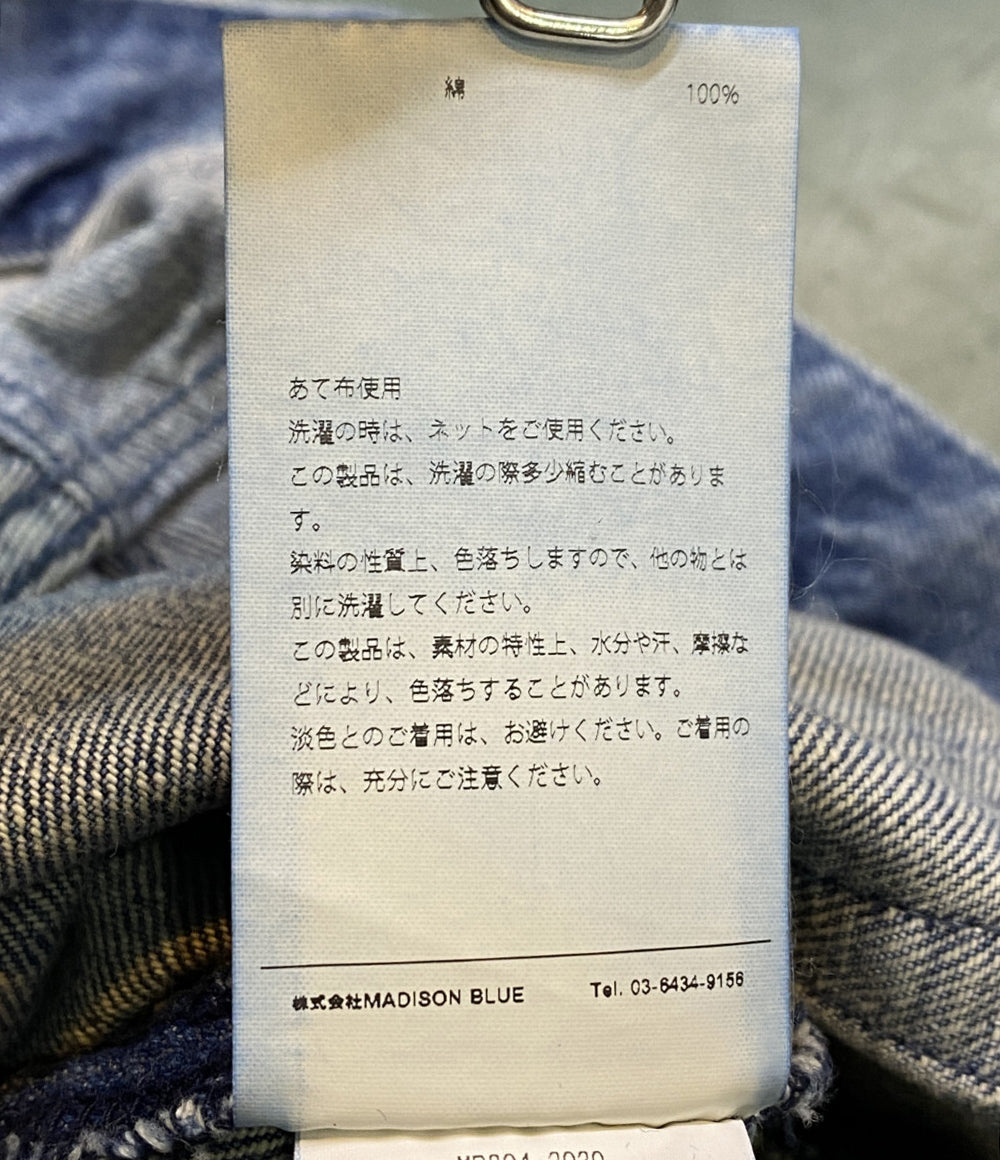 綿 100%
あて布使用
洗濯の時は、ネットをご使用ください。
この製品は、洗濯の際多少縮むことがありま
す。
染料の性質上、色落ちしますので、他の物とは
別に洗濯してください。
この製品は、素材の特性上、水分や汗、摩擦な
どにより、色落ちすることがあります。
淡色とのご着用は、お避けください。ご着用の
際は、充分にご注意ください。
株式会社MADISON BLUE Tel. 03-6434-9156